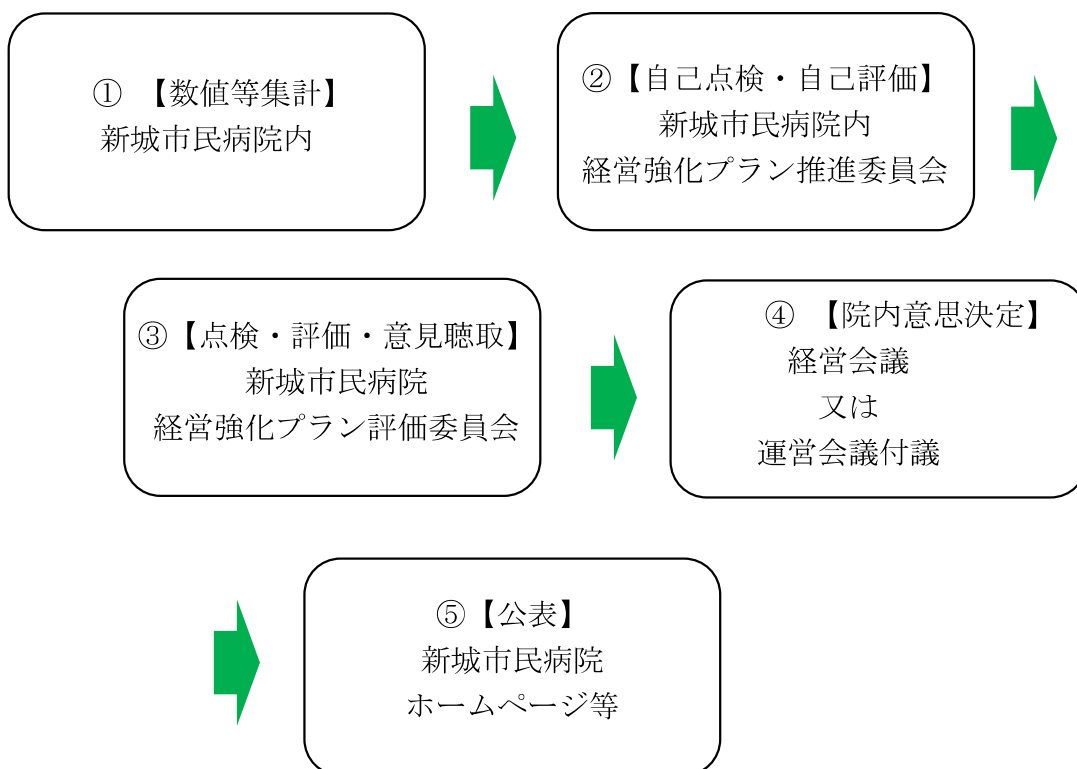 ① 【数値等集計】
新城市民病院内
②【自己点検・自己評価】
新城市民病院内
経営強化プラン推進委員会
③【点検・評価・意見聴取】
新城市民病院
経営強化プラン評価委員会
④ 【院内意思決定】
経営会議
又は
運営会議付議
⑤【公表】
新城市民病院
ホームページ等